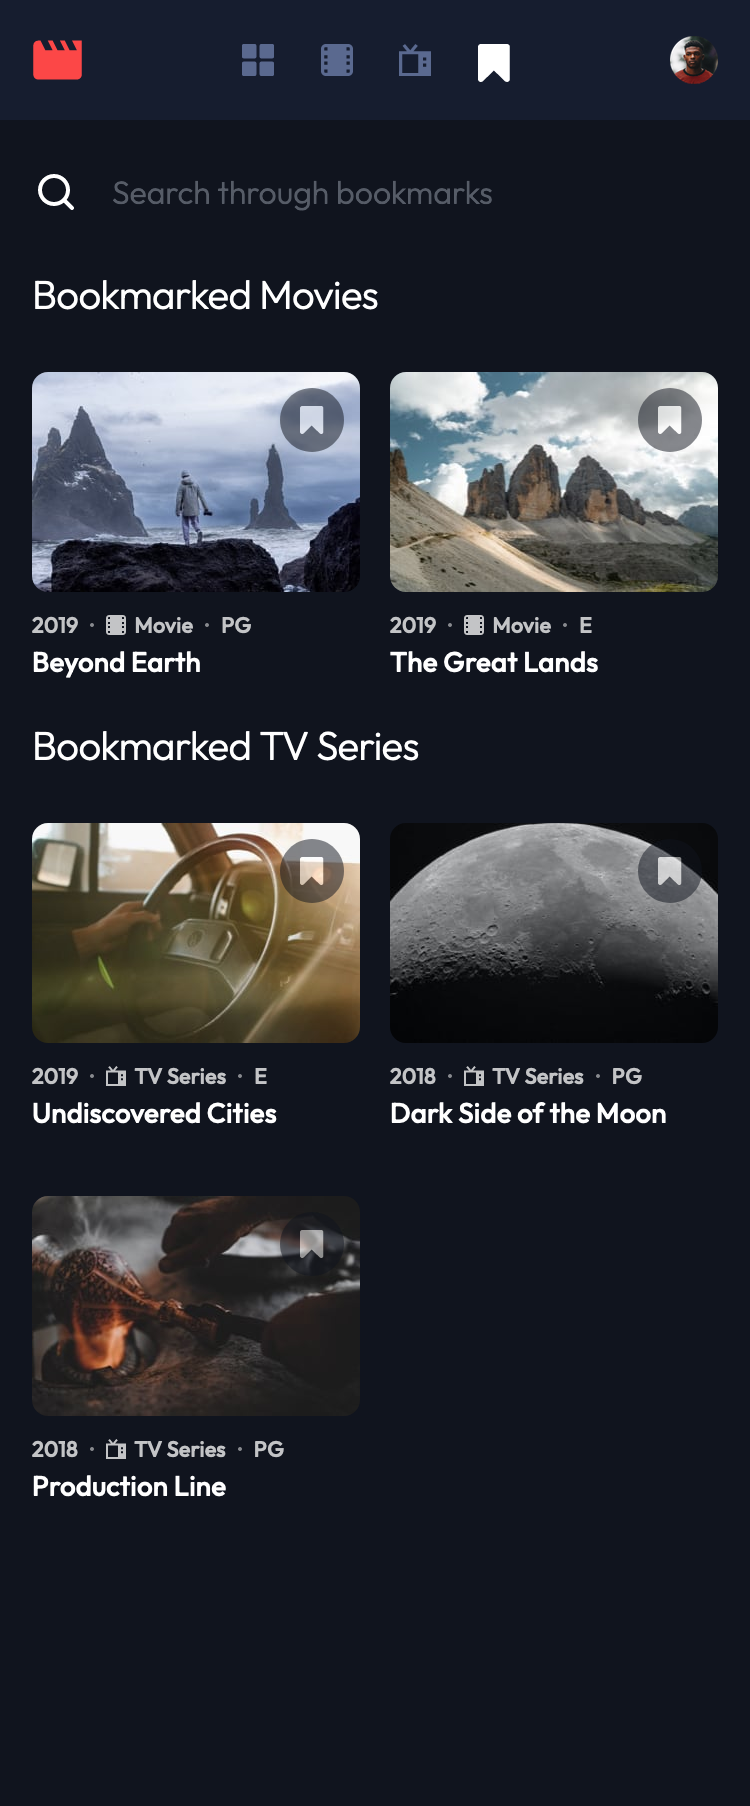 Search through bookmarks
Bookmarked Movies
2019 · Movie · PG
Beyond Earth
2019 · Movie · E
The Great Lands
Bookmarked TV Series
2019 · TV Series · E
Undiscovered Cities
2018 · TV Series · PG
Dark Side of the Moon
2018 · TV Series · PG
Production Line